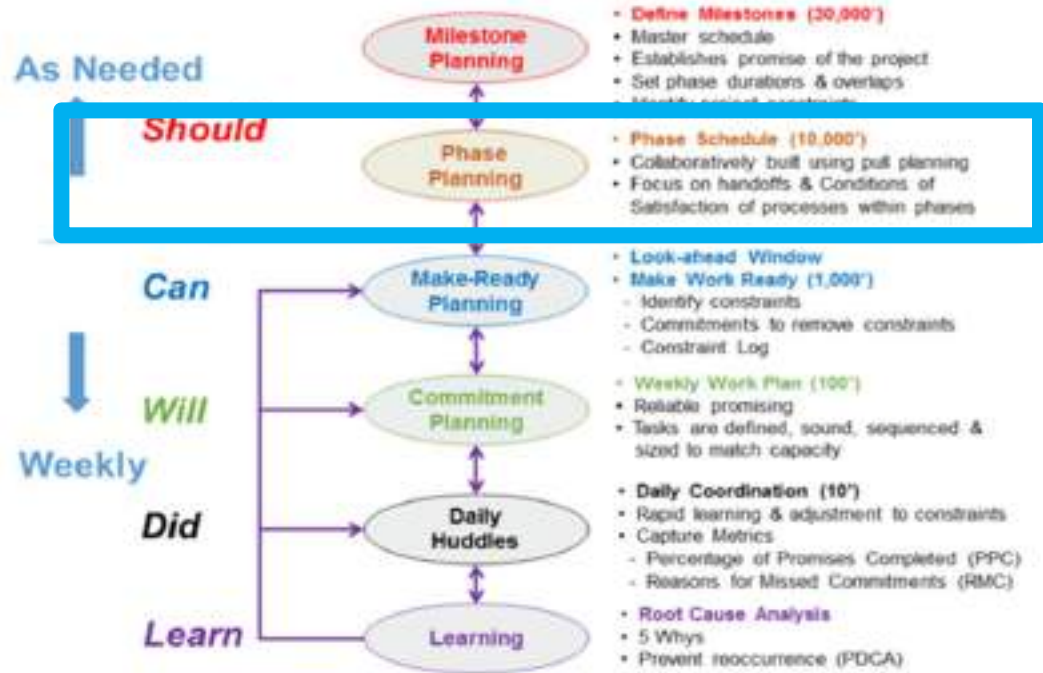 As Needed
Should
Milestone
Planning
• Define Milestones (30,000')
• Master schedule
• Establishes promise of the project
• Set phase durations & overlaps
• Identify project constraints
Phase
Planning
• Phase Schedule (10,000')
• Collaboratively built using pull planning
• Focus on handoffs & Conditions of
Satisfaction of processes within phases
Can
Make-Ready
Planning
• Look-ahead Window
• Make Work Ready (1,000')
- Identify constraints
- Commitments to remove constraints
- Constraint Log
Will
Commitment
Planning
• Weekly Work Plan (100')
• Reliable promising
• Tasks are defined, sound, sequenced &
sized to match capacity
Weekly
Did
Daily
Huddles
• Daily Coordination (10')
• Rapid learning & adjustment to constraints
• Capture Metrics
- Percentage of Promises Completed (PPC)
- Reasons for Missed Commitments (RMC)
Learn
Learning
• Root Cause Analysis
• 5 Whys
• Prevent reoccurrence (PDCA)